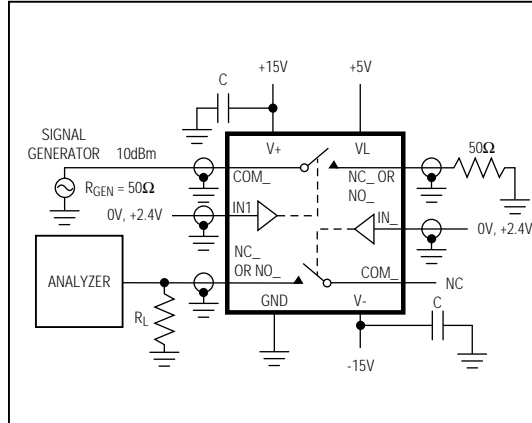 +15V
+5V
C
SIGNAL
GENERATOR
10dBm
V+
VL
50Ω
COM_
NC_ OR
NO_
RGEN = 50Ω
0V, +2.4V
IN1
IN_
0V, +2.4V
NC_
OR NO_
COM_
NC
ANALYZER
RL
GND
V-
C
-15V